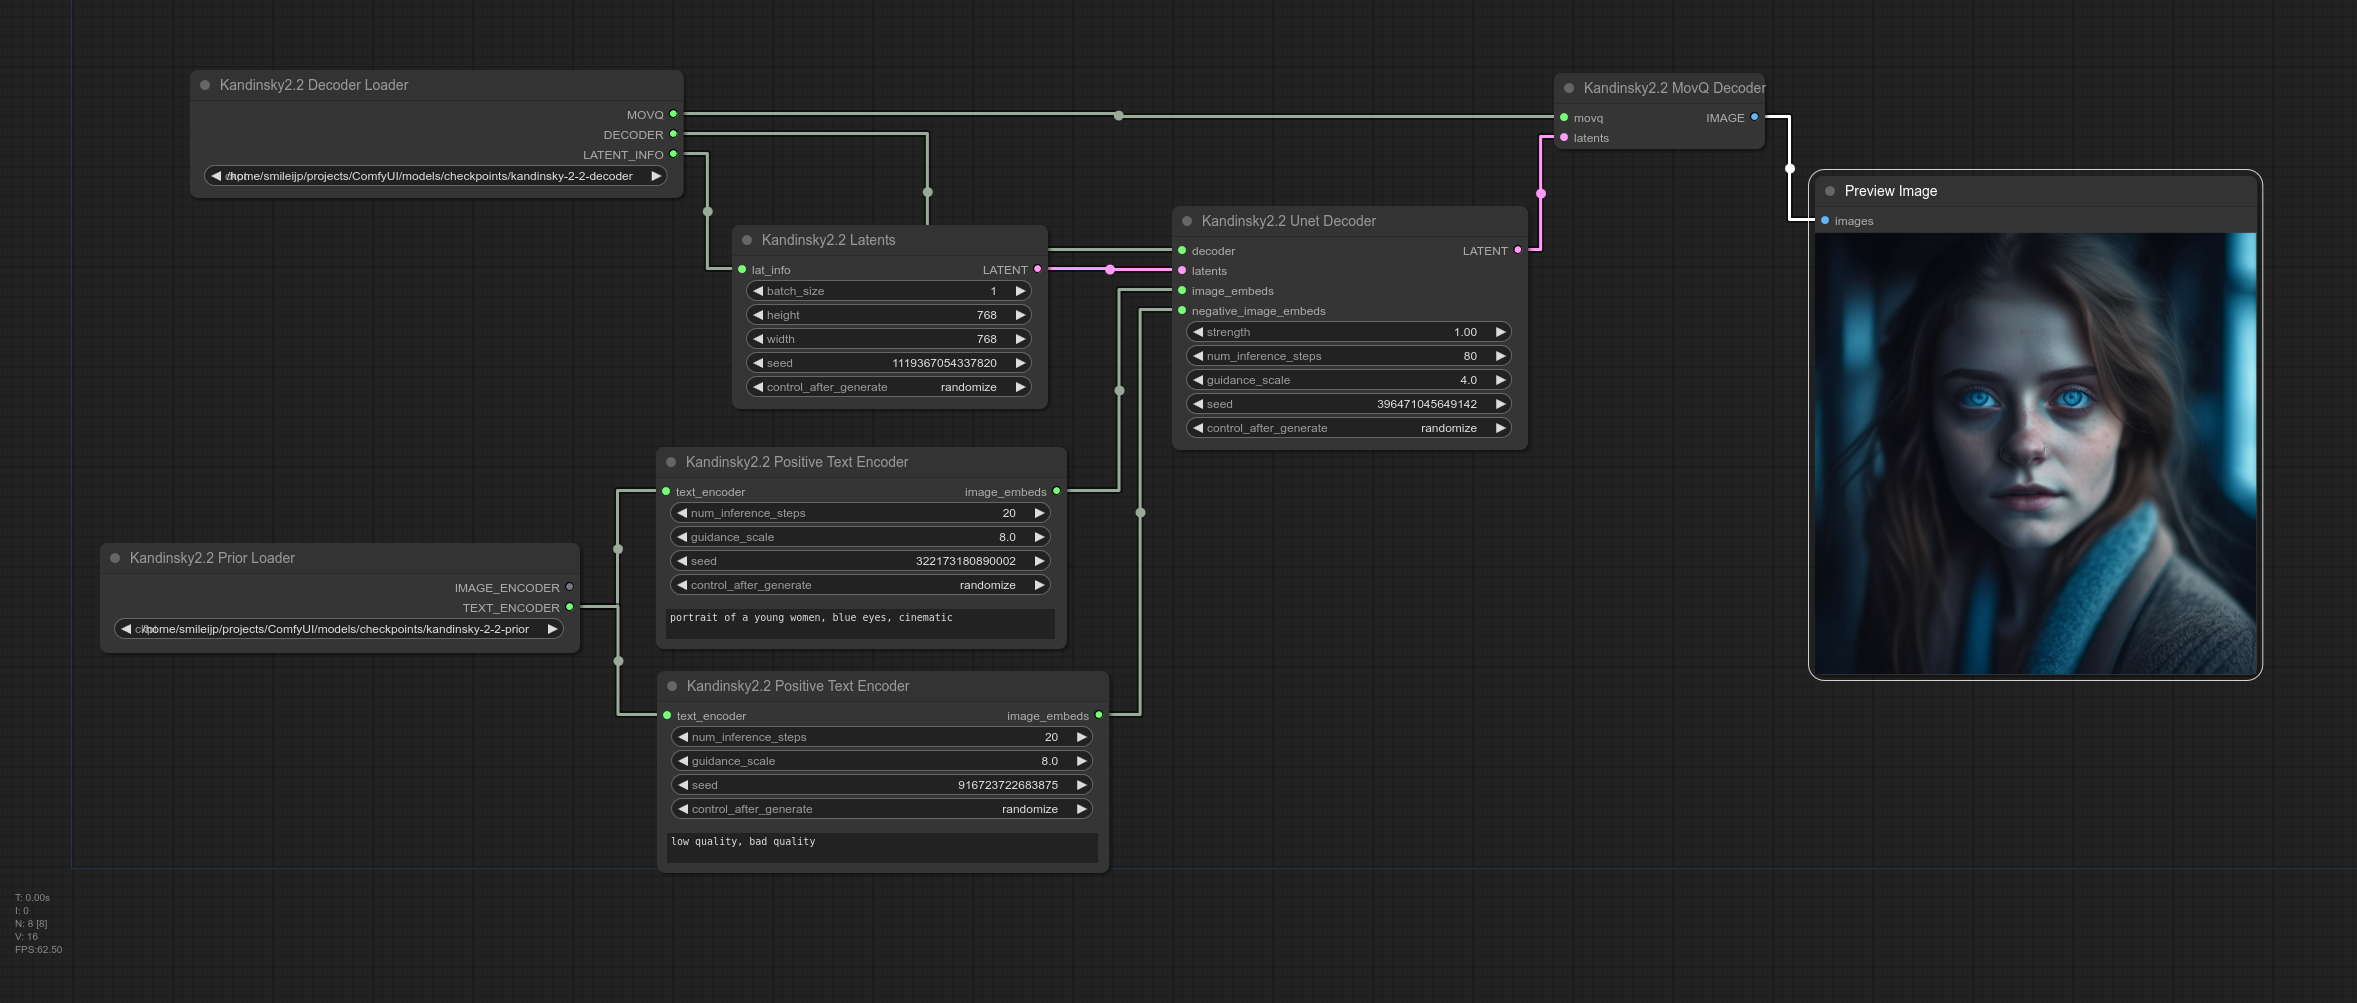 Kandinsky2.2 Decoder Loader
MOVQ
DECODER
LATENT_INFO
/home/smileijp/projects/ComfyUI/models/checkpoints/kandinsky-2-2-decoder
Kandinsky2.2 Latents
lat_info LATENT
batch_size 1
height 768
width 768
seed 1119367054337820
control_after_generate randomize
Kandinsky2.2 Unet Decoder
decoder LATENT
latents
image_embeds
negative_image_embeds
strength 1.00
num_inference_steps 80
guidance_scale 4.0
seed 396471045649142
control_after_generate randomize
Kandinsky2.2 MovQ Decoder
movq IMAGE
latents
Preview Image
images
Kandinsky2.2 Prior Loader
IMAGE_ENCODER
TEXT_ENCODER
/home/smileijp/projects/ComfyUI/models/checkpoints/kandinsky-2-2-prior
Kandinsky2.2 Positive Text Encoder
text_encoder image_embeds
num_inference_steps 20
guidance_scale 8.0
seed 322173180890002
control_after_generate randomize
portrait of a young women, blue eyes, cinematic
Kandinsky2.2 Positive Text Encoder
text_encoder image_embeds
num_inference_steps 20
guidance_scale 8.0
seed 916723722683875
control_after_generate randomize
low quality, bad quality
T: 0.00s
I: 0
N: 8 [8]
V: 16
FPS:62.50